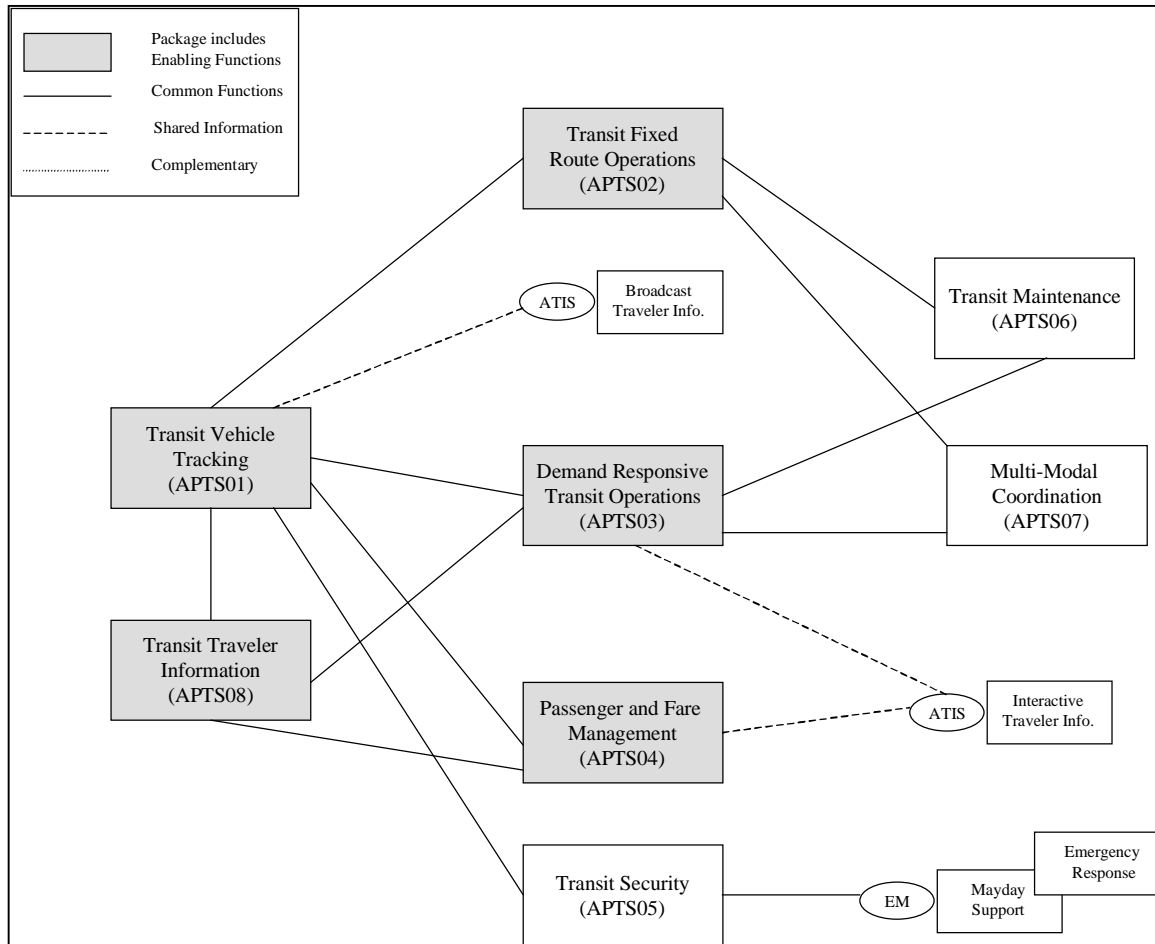 Package includes
Enabling Functions
Common Functions
Shared Information
Complementary
Transit Fixed
Route Operations
(APTS02)
ATIS
Broadcast
Traveler Info.
Transit Maintenance
(APTS06)
Transit Vehicle
Tracking
(APTS01)
Demand Responsive
Transit Operations
(APTS03)
Multi-Modal
Coordination
(APTS07)
Transit Traveler
Information
(APTS08)
Passenger and Fare
Management
(APTS04)
ATIS
Interactive
Traveler Info.
Transit Security
(APTS05)
EM
Mayday
Support
Emergency
Response